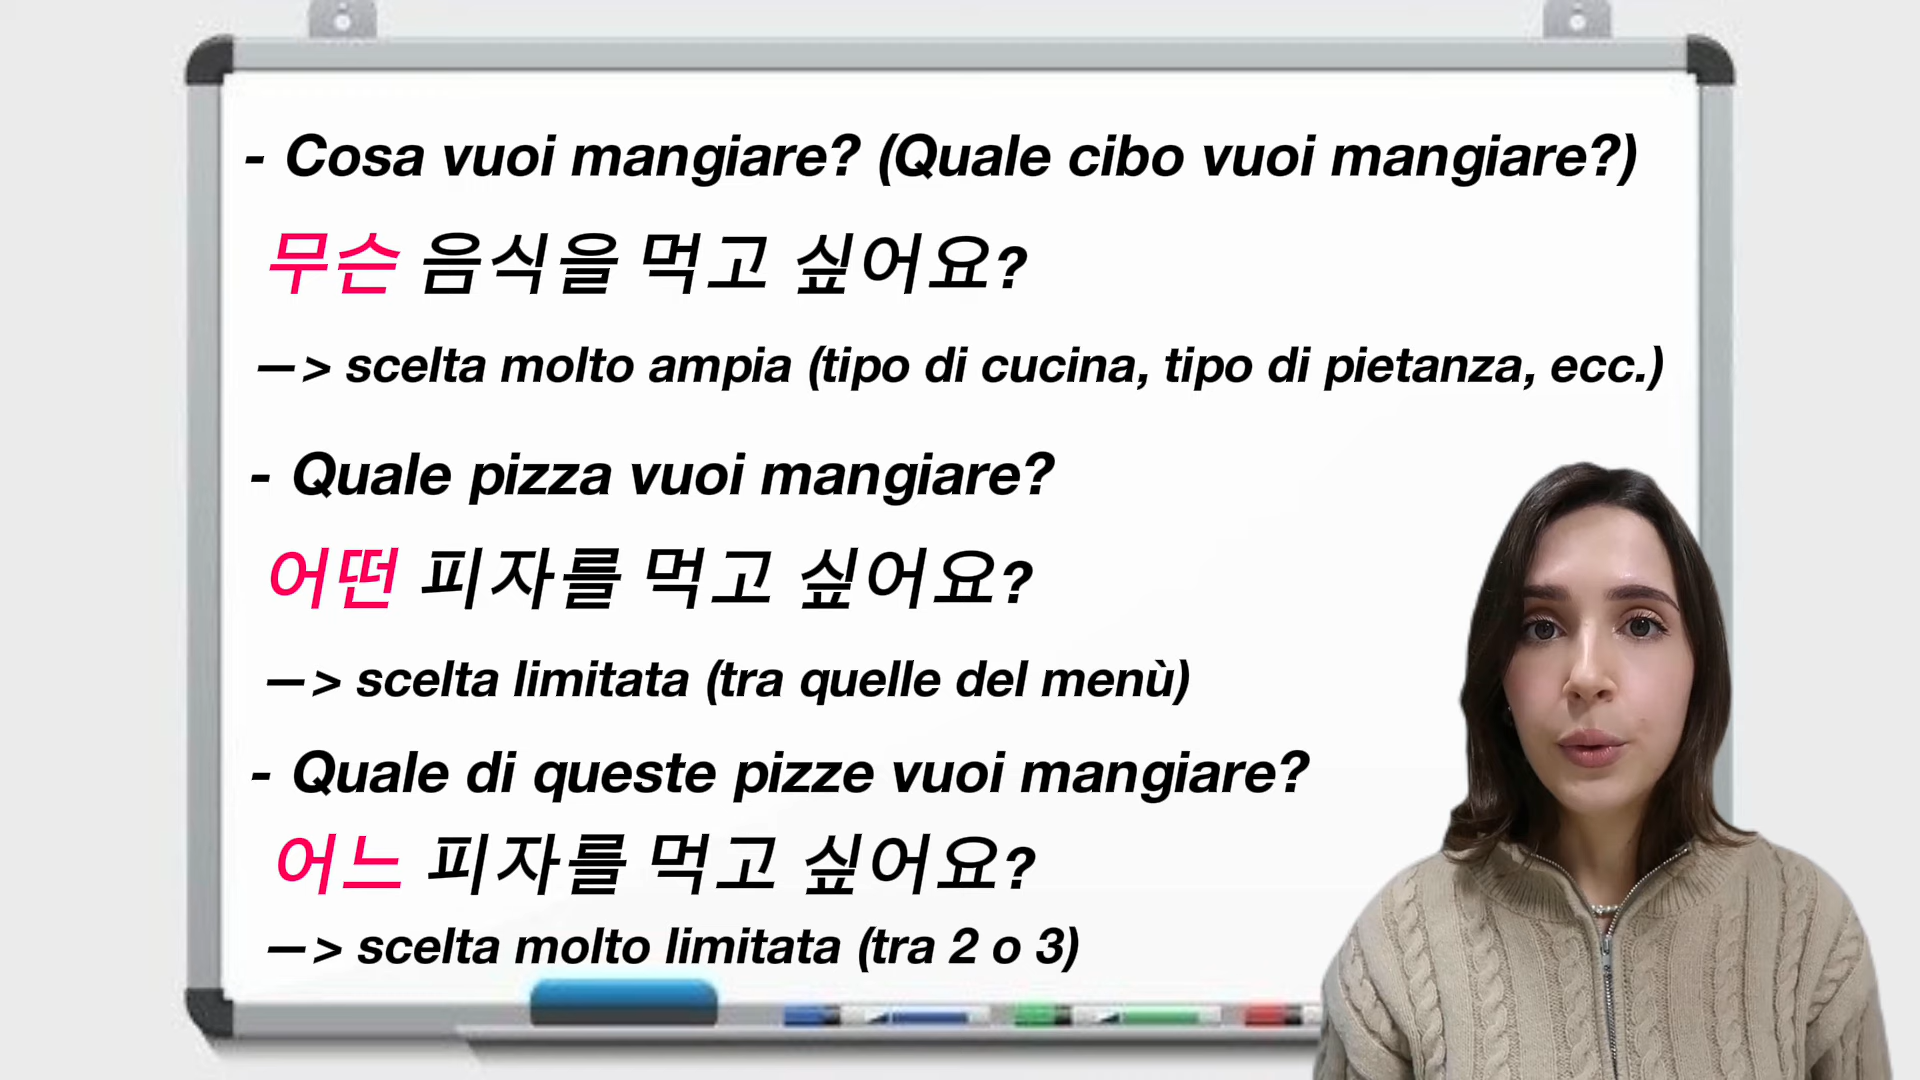 - Cosa vuoi mangiare? (Quale cibo vuoi mangiare?)
무슨 음식을 먹고 싶어요?
—> scelta molto ampia (tipo di cucina, tipo di pietanza, ecc.)
- Quale pizza vuoi mangiare?
어떤 피자를 먹고 싶어요?
—> scelta limitata (tra quelle del menù)
- Quale di queste pizze vuoi mangiare?
어느 피자를 먹고 싶어요?
—> scelta molto limitata (tra 2 o 3)